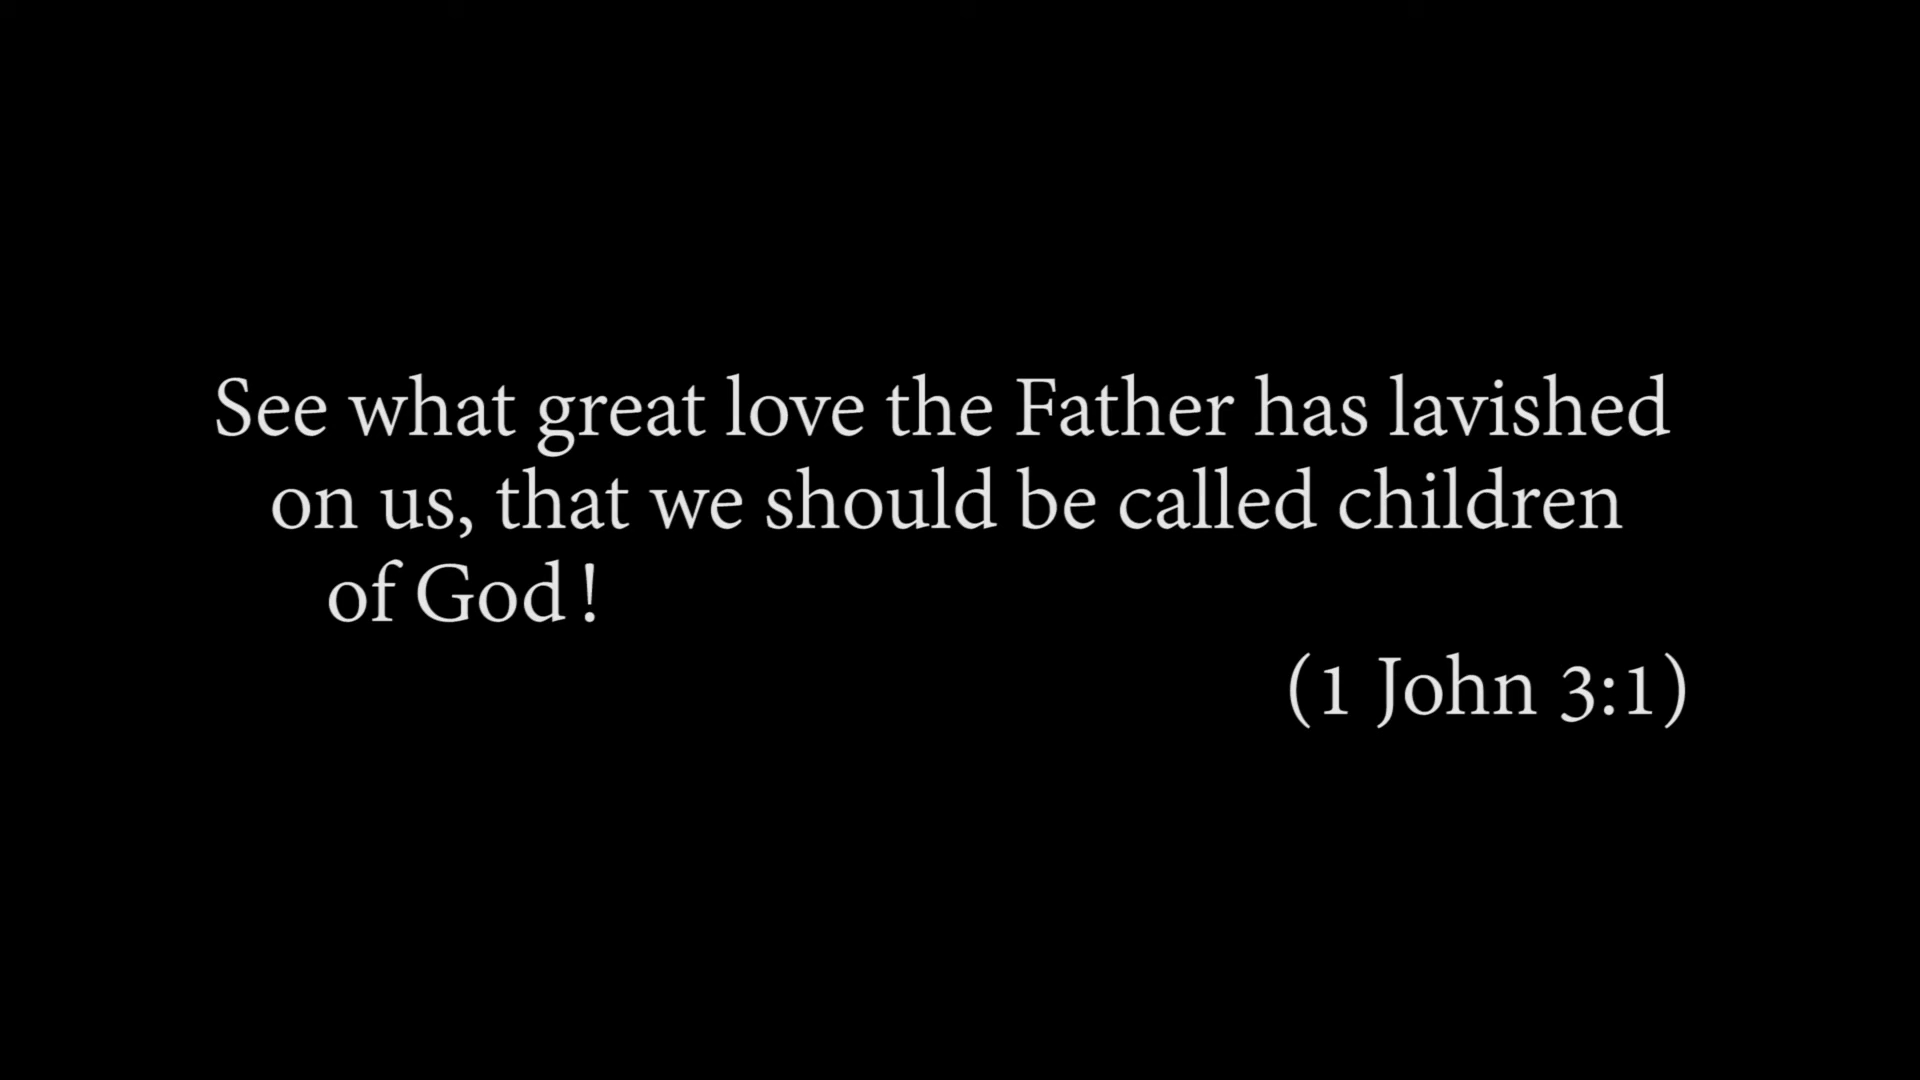 See what great love the Father has lavished
on us, that we should be called children
of God!
(1 John 3:1)